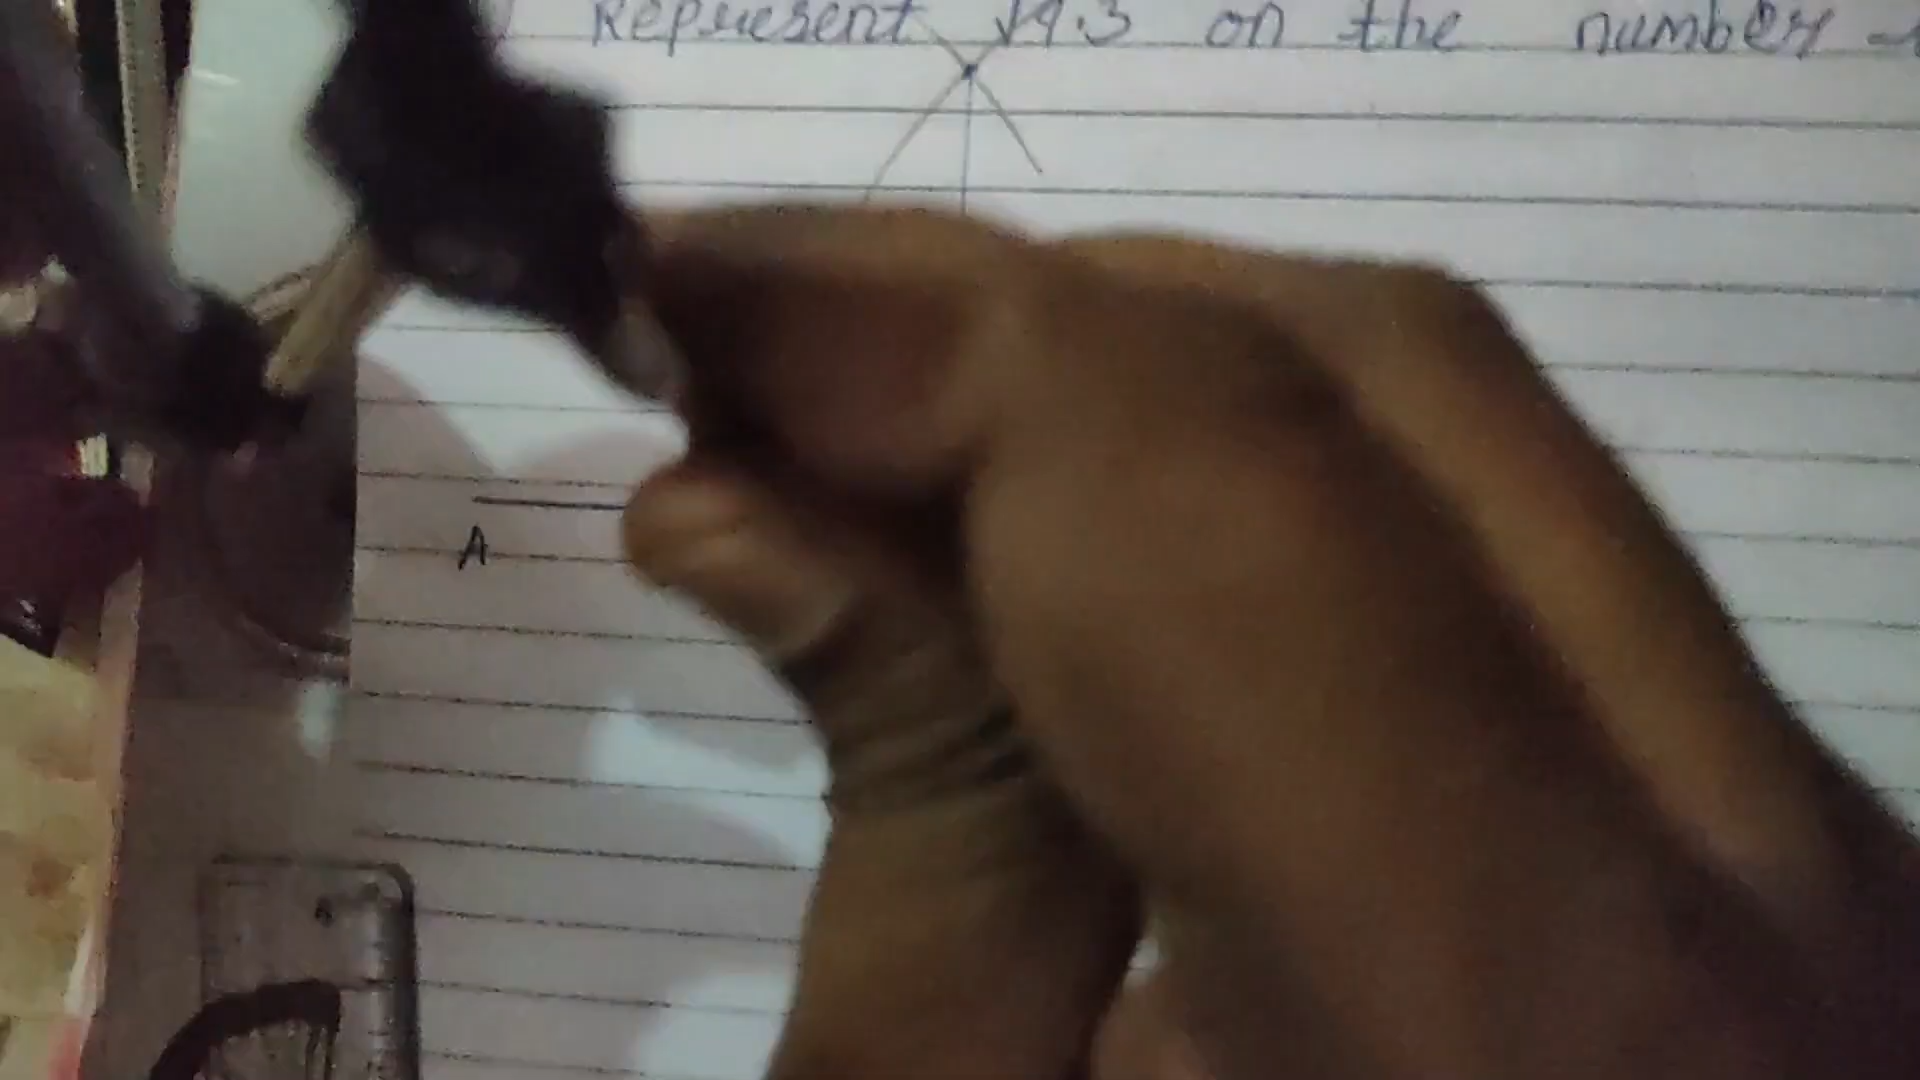 Represent √9.3 on the number
A